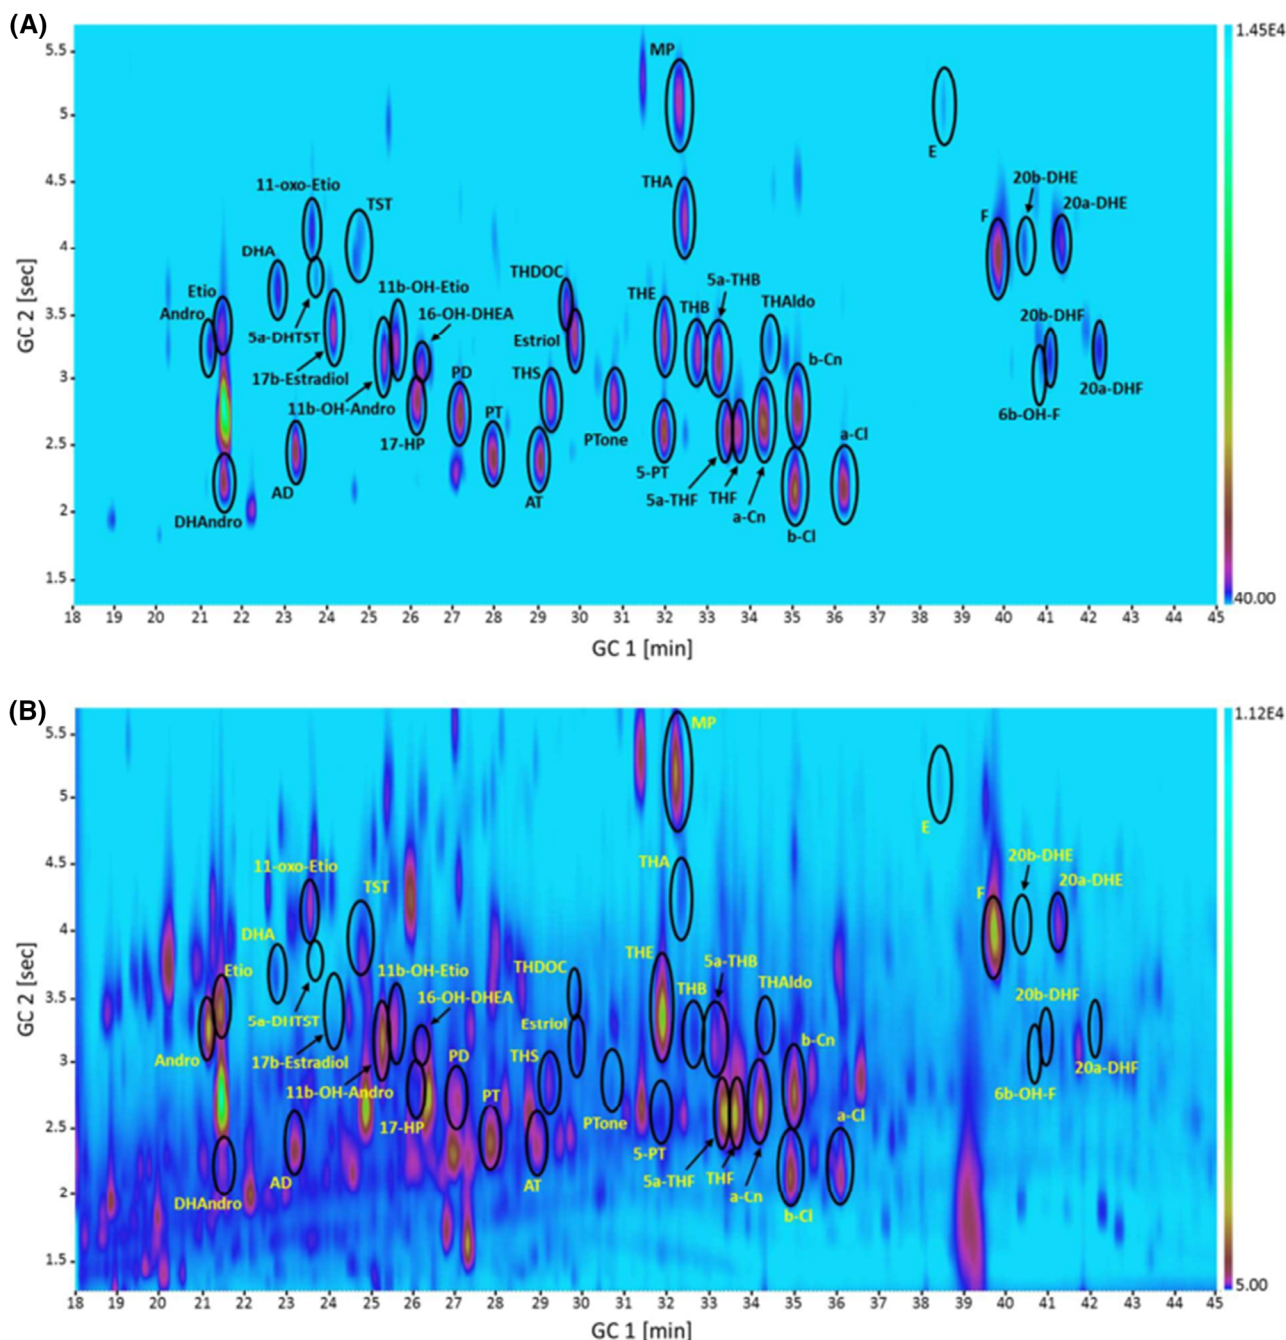 (A)
1.45E4
5.5
5
4.5
4
3.5
3
2.5
2
1.5
GC 2 [sec]
MP
E
THA
11-oxo-Etio
TST
20b-DHE
20a-DHE
F
DHA
THDOC
5a-THB
11b-OH-Etio
Etio
THE
THB
THAldo
Andro
16-OH-DHEA
20b-DHF
5a-DHTST
Estriol
b-Cn
17b-Estradiol
PD
THS
20a-DHF
11b-OH-Andro
PT
6b-OH-F
17-HP
PTone
a-Cl
5-PT
AD
AT
5a-THF
THF
a-Cn
DHAndro
b-Cl
40.00
18 19 20 21 22 23 24 25 26 27 28 29 30 31 32 33 34 35 36 37 38 39 40 41 42 43 44 45
GC 1 [min]
(B)
1.12E4
5.5
5
4.5
4
3.5
3
2.5
2
1.5
GC 2 [sec]
MP
E
11-oxo-Etio
THA
20b-DHE
TST
20a-DHE
F
DHA
THE
5a-THB
Etio
11b-OH-Etio
THDOC
THB
THAldo
16-OH-DHEA
20b-DHF
5a-DHTST
Estriol
Andro
17b-Estradiol
PD
THS
b-Cn
20a-DHF
11b-OH-Andro
PT
6b-OH-F
17-HP
PTone
a-Cl
5-PT
AD
AT
5a-THF
THF
a-Cn
DHAndro
b-Cl
5.00
18 19 20 21 22 23 24 25 26 27 28 29 30 31 32 33 34 35 36 37 38 39 40 41 42 43 44 45
GC 1 [min]